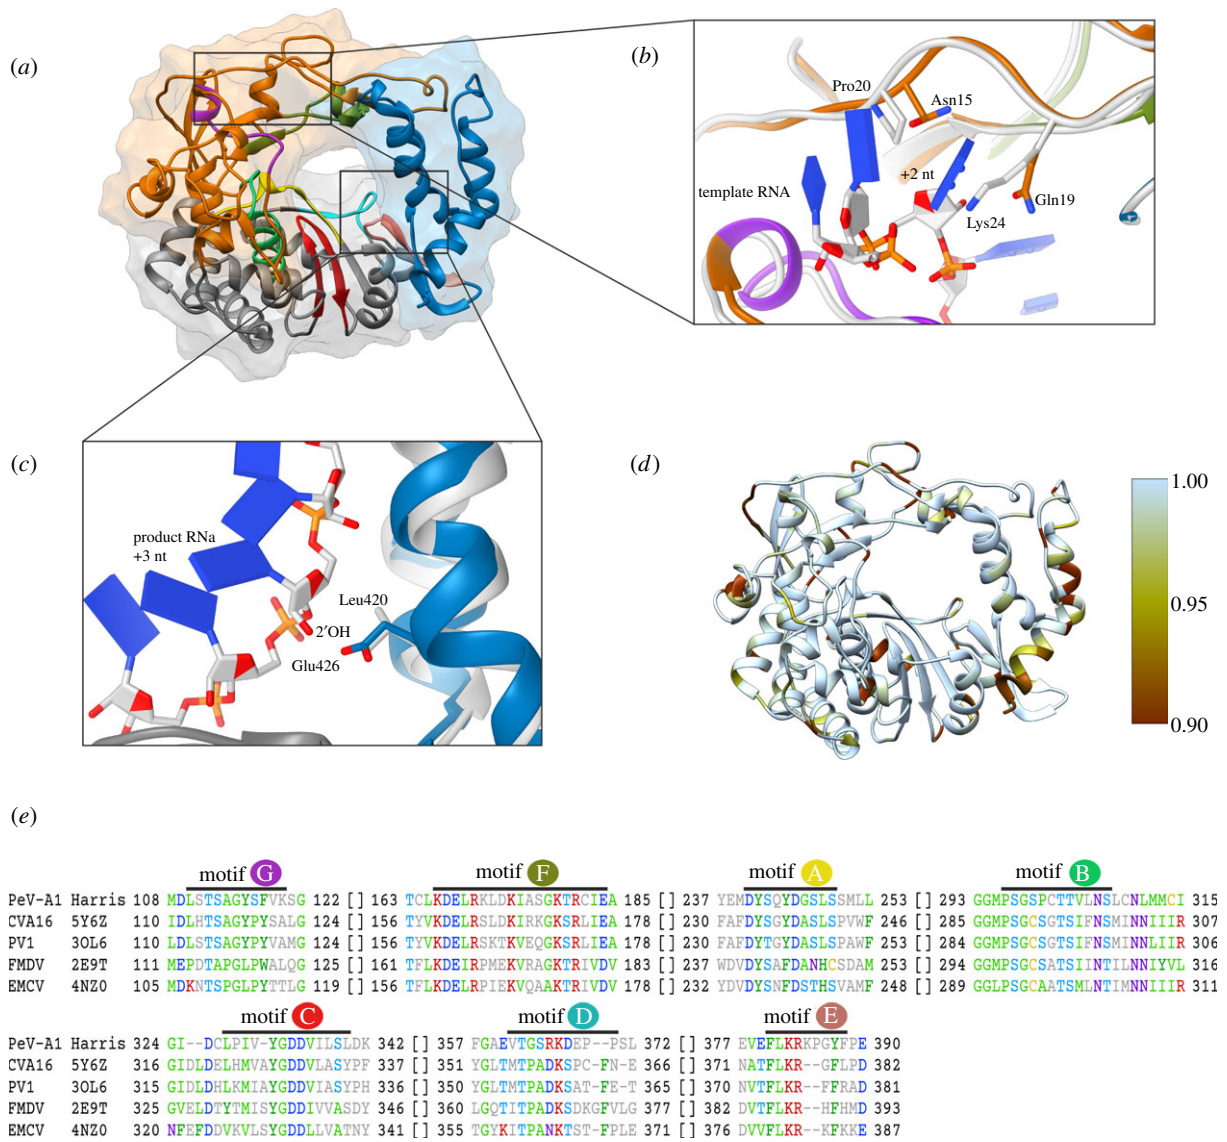 (a)
(b)
Pro20
Asn15
+2 nt
template RNA
Gln19
Lys24
(c)
product RNa
+3 nt
Leu420
2′OH
Glu426
(d)
1.00
0.95
0.90
(e)
motif G motif F motif A motif B
PeV-A1 Harris 108 MDLSTSAGYSFVKSG 122 [] 163 TCLKDELRKLDKIASGKTRCIEA 185 [] 237 YEMDYSQYDGSLSSMLL 253 [] 293 GGMPSGSPCTTVLNSLCNLMMCI 315
CVA16 5Y6Z 110 IDLHTSAGYPYVALG 124 [] 156 TYLKDELRAIDKIRKGKSRLIEA 178 [] 230 FAFDYSGYDASLSPVWF 246 [] 285 GGMPSGCSGTSIFNSMINNIIIR 307
PV1 3OL6 110 LDLSTSAGYPYVAMG 124 [] 156 TYLKDELRSKTKVEQGKSRLIEA 178 [] 230 FAFDYTGYDASLSPAWF 253 [] 284 GGMPSGCSGTSIFNSMINNLIIR 306
FMDV 2E9T 111 MEPDTAPGLPWALQG 125 [] 161 TFLKDEIRPMEKVRAGKTRIVDV 183 [] 237 WDVDYSAFDANHCSDAM 253 [] 294 GGMPSGCSATSIINTILNNIYVL 316
EMCV 4NZ0 105 MDKNTSPGLPYTTLG 119 [] 156 TFLKDELRPIEKVQAAKTRIVDV 178 [] 232 YDVDYSNFDSTHSVAMF 248 [] 289 GGLPSGCAATSMLNTIMNNIIIR 311
motif C motif D motif E
PeV-A1 Harris 324 GI--DCLPIV-YGDDVILSLDK 342 [] 357 FGAEVTGSRKDEP--PSL 372 [] 377 EVEFLKRKPGYFPE 390
CVA16 5Y6Z 316 GIDLDELHMVAYGDDVLASYPF 337 [] 351 YGLTMTPADKSPC-FN-E 366 [] 371 NATFLKR--GFLPD 382
PV1 3OL6 315 GIDLDHLKMIAYGDDVIASYPH 336 [] 350 YGLTMTPADKSAT-FE-T 365 [] 370 NVTFLKR--FFRAD 381
FMDV 2E9T 325 GVELDTYTMISYGDDIVVASDY 346 [] 360 LGQTITPADKSDKGFVLG 377 [] 382 DVTFLKR--HFHMD 393
EMCV 4NZ0 320 NFEFDDVKVLSYGDDLLVATNY 341 [] 355 TGYKITPANKTST-FPLE 371 [] 376 DVVFLKR--KFKKE 387